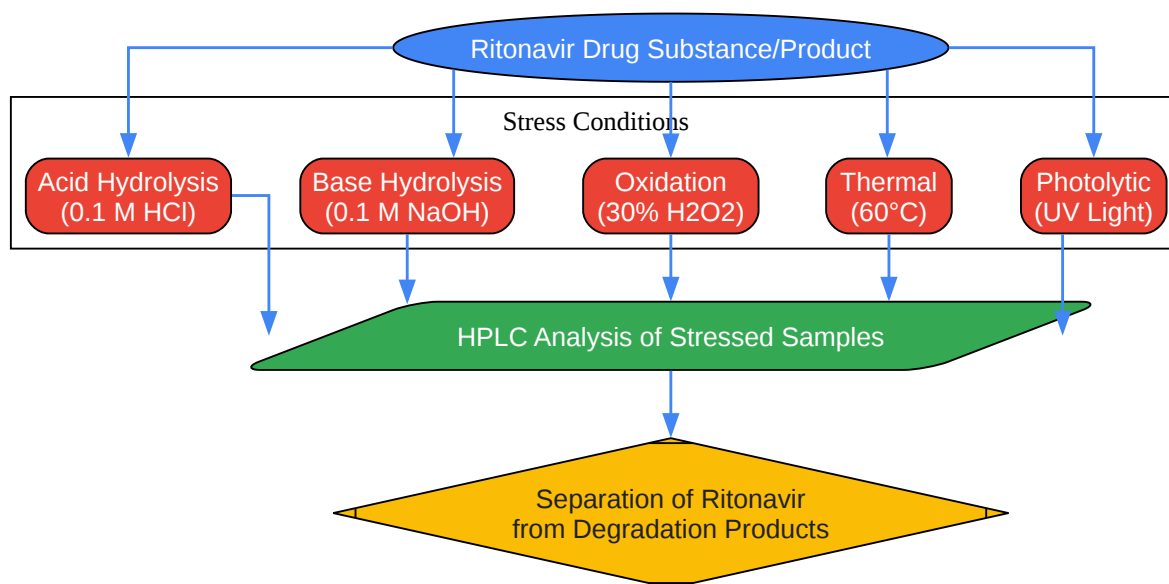 Ritonavir Drug Substance/Product
Stress Conditions
Acid Hydrolysis
(0.1 M HCl)
Base Hydrolysis
(0.1 M NaOH)
Oxidation
(30% H2O2)
Thermal
(60°C)
Photolytic
(UV Light)
HPLC Analysis of Stressed Samples
Separation of Ritonavir
from Degradation Products